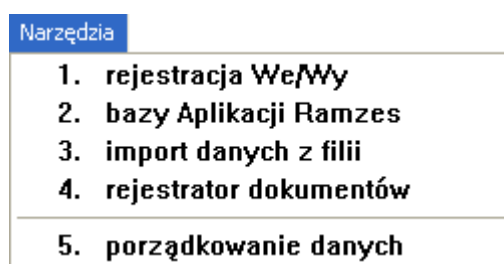 Narzędzia
1. rejestracja We/Wy
2. bazy Aplikacji Ramzes
3. import danych z filii
4. rejestrator dokumentów
5. porządkowanie danych